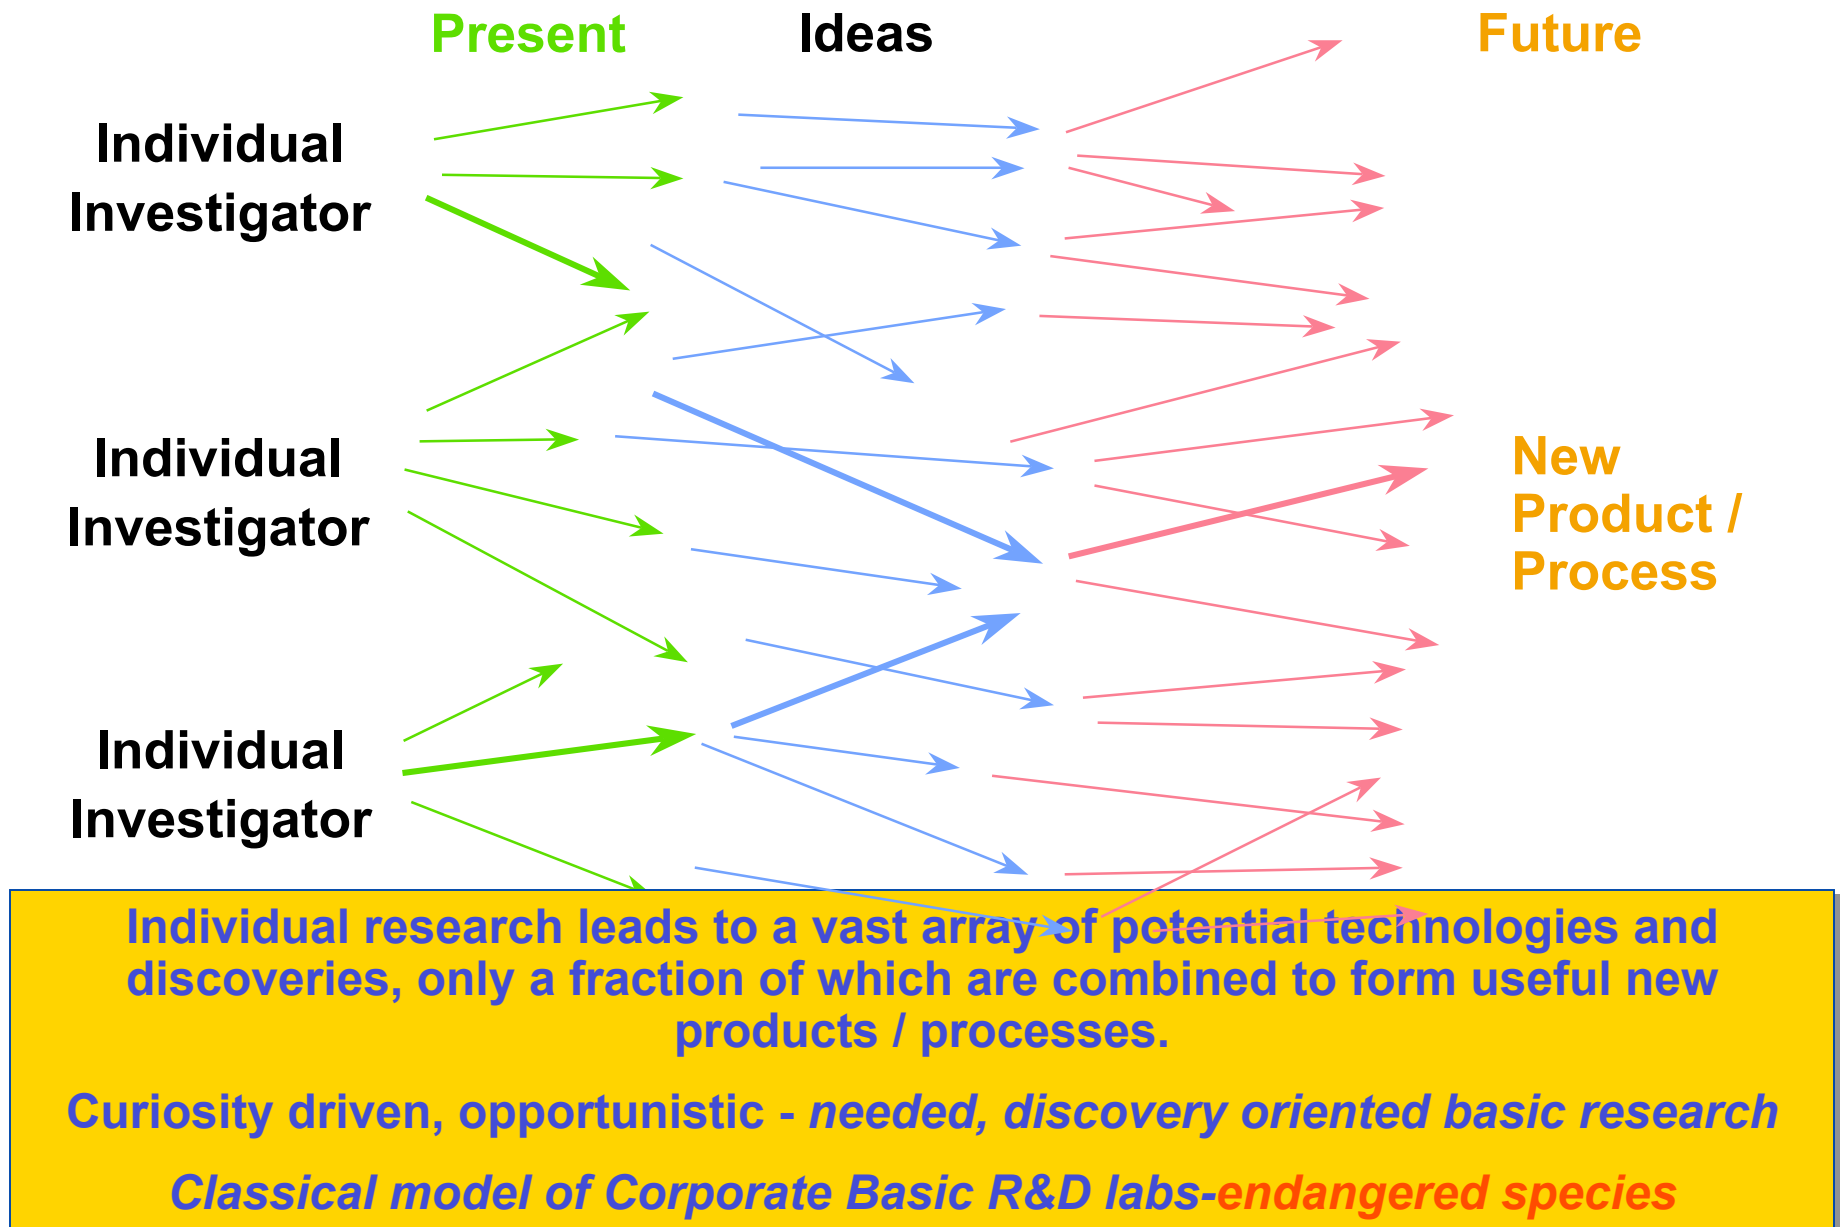 Present Ideas Future
Individual
Investigator
Individual
Investigator
New
Product /
Process
Individual
Investigator
Individual research leads to a vast array of potential technologies and
discoveries, only a fraction of which are combined to form useful new
products / processes.
Curiosity driven, opportunistic - needed, discovery oriented basic research
Classical model of Corporate Basic R&D labs-endangered species